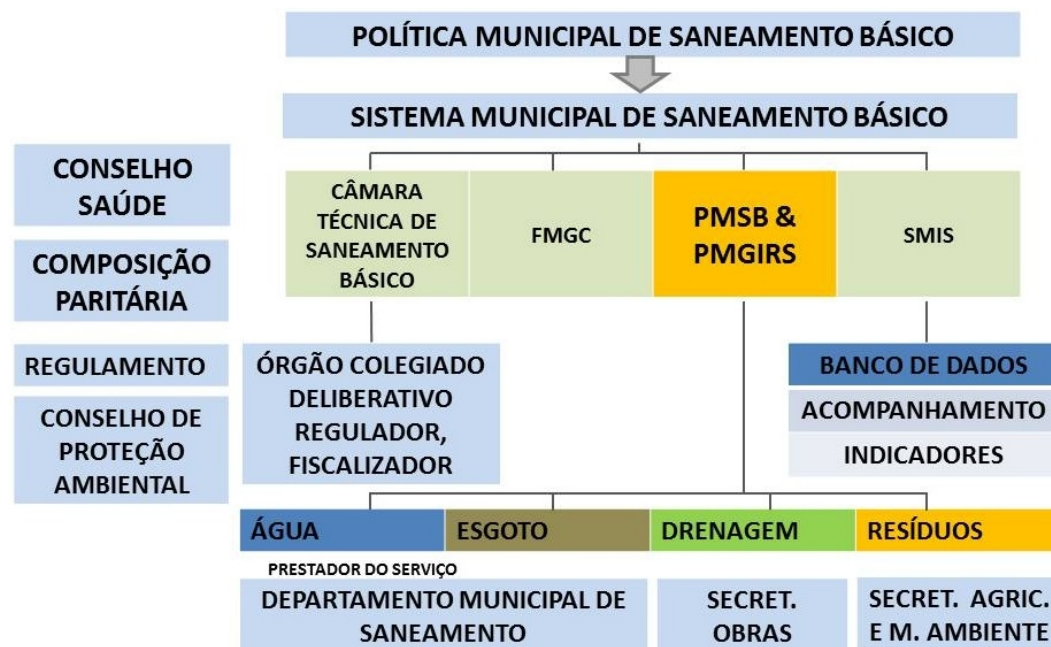 POLÍTICA MUNICIPAL DE SANEAMENTO BÁSICO
SISTEMA MUNICIPAL DE SANEAMENTO BÁSICO
CONSELHO
SAÚDE
COMPOSIÇÃO
PARITÁRIA
REGULAMENTO
CONSELHO DE
PROTEÇÃO
AMBIENTAL
CÂMARA
TÉCNICA DE
SANEAMENTO
BÁSICO
FMGC
PMSB &
PMGIRS
SMIS
ÓRGÃO COLEGIADO
DELIBERATIVO
REGULADOR,
FISCALIZADOR
BANCO DE DADOS
ACOMPANHAMENTO
INDICADORES
ÁGUA
ESGOTO
DRENAGEM
RESÍDUOS
PRESTADOR DO SERVIÇO
DEPARTAMENTO MUNICIPAL DE
SANEAMENTO
SECRET.
OBRAS
SECRET. AGRIC.
E M. AMBIENTE